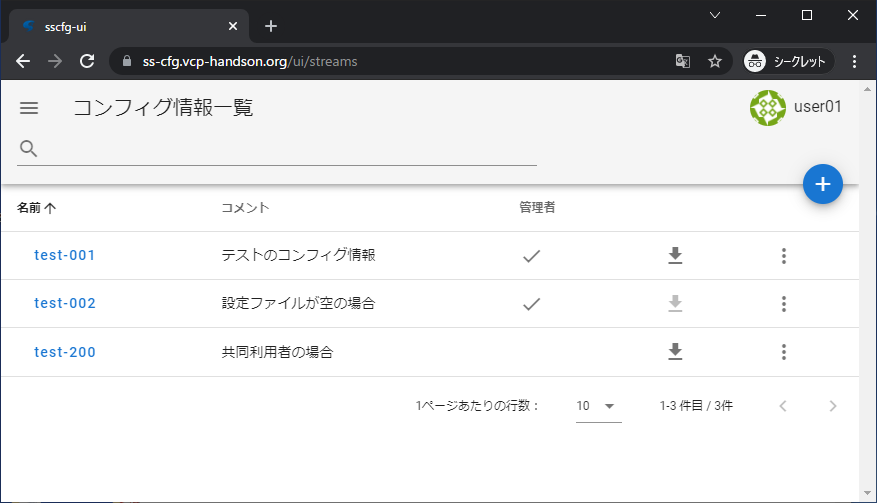 sscfg-ui
ss-cfg.vcp-handson.org/ui/streams シークレット
コンフィグ情報一覧 user01
名前 コメント 管理者
test-001 テストのコンフィグ情報
test-002 設定ファイルが空の場合
test-200 共同利用者の場合
1ページあたりの行数： 10 1-3 件目 / 3件